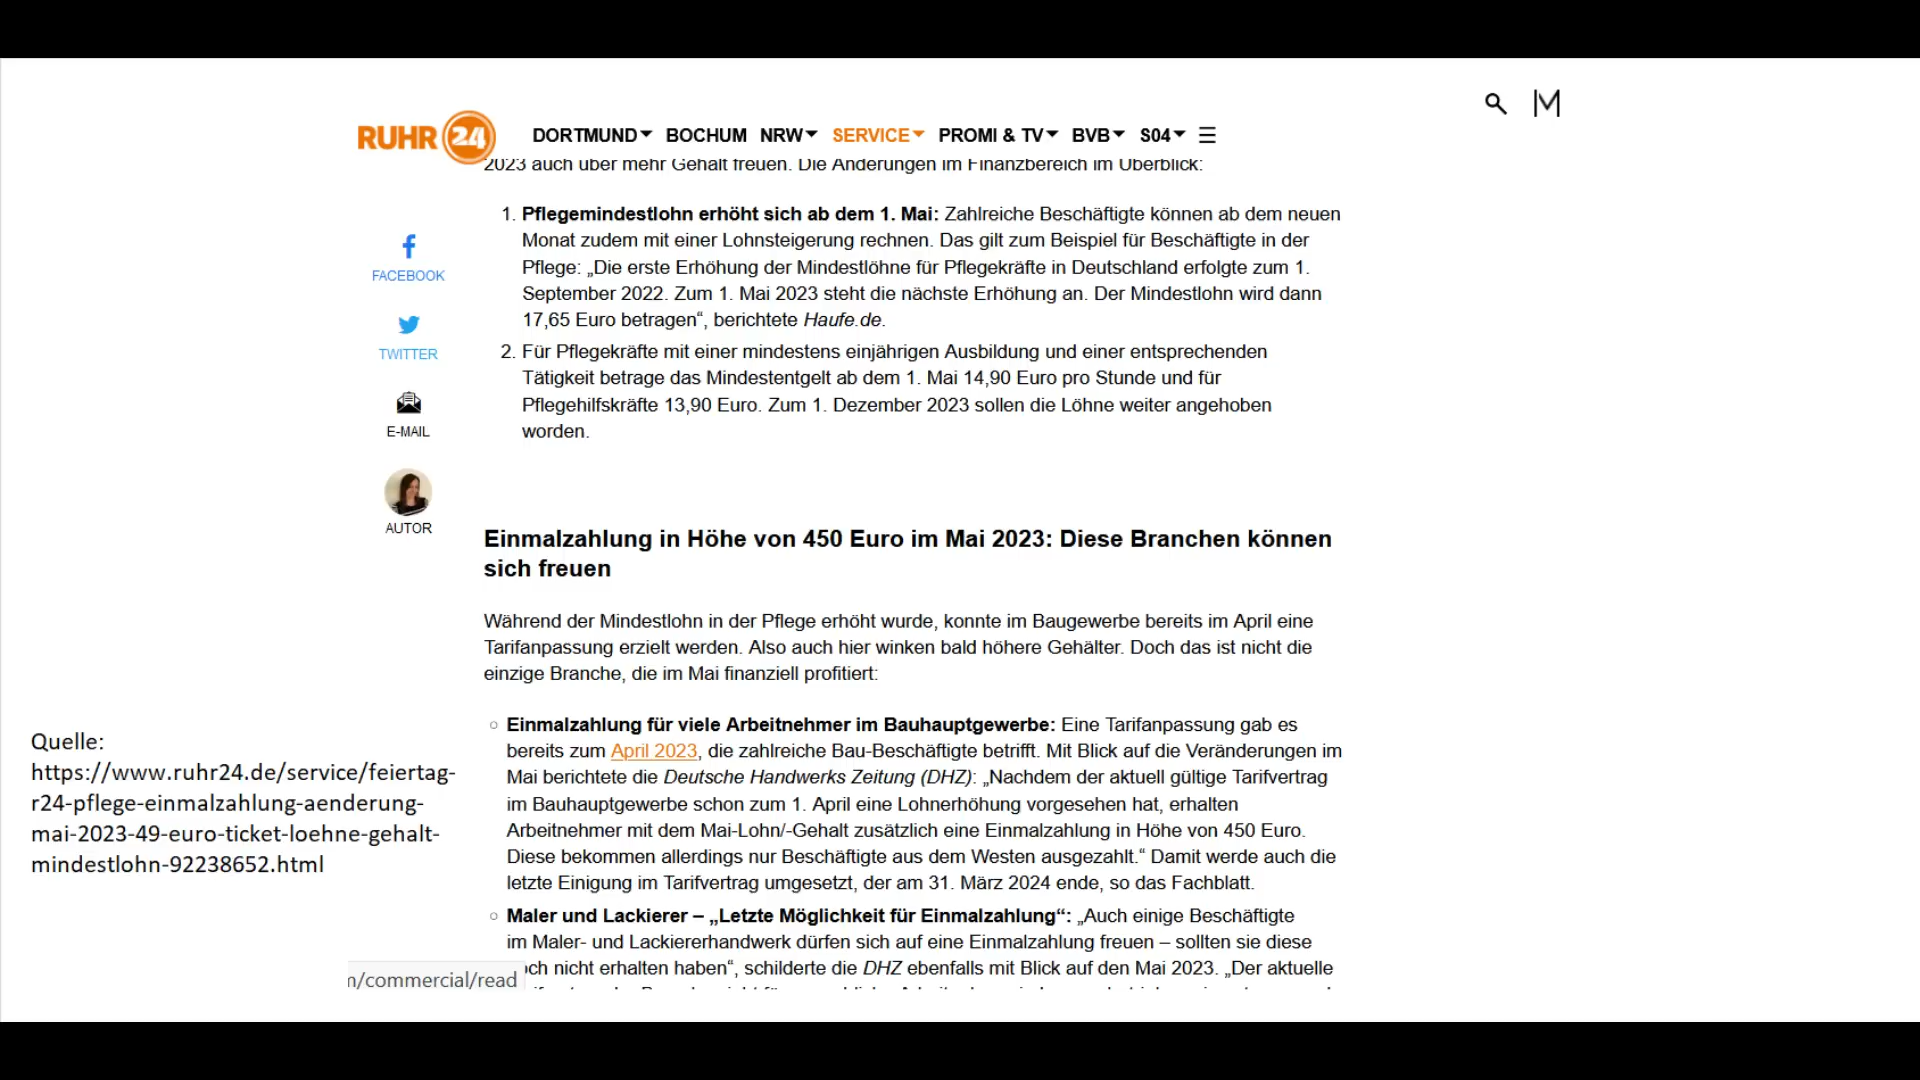 RUHR 24
DORTMUND BOCHUM NRW SERVICE PROMI & TV BVB S04
2023 auch über mehr Gehalt freuen. Die Änderungen im Finanzbereich im Überblick:
1. Pflegemindestlohn erhöht sich ab dem 1. Mai: Zahlreiche Beschäftigte können ab dem neuen
Monat zudem mit einer Lohnsteigerung rechnen. Das gilt zum Beispiel für Beschäftigte in der
Pflege: „Die erste Erhöhung der Mindestlöhne für Pflegekräfte in Deutschland erfolgte zum 1.
September 2022. Zum 1. Mai 2023 steht die nächste Erhöhung an. Der Mindestlohn wird dann
17,65 Euro betragen“, berichtete Haufe.de.
2. Für Pflegekräfte mit einer mindestens einjährigen Ausbildung und einer entsprechenden
Tätigkeit betrage das Mindestentgelt ab dem 1. Mai 14,90 Euro pro Stunde und für
Pflegehilfskräfte 13,90 Euro. Zum 1. Dezember 2023 sollen die Löhne weiter angehoben
worden.
FACEBOOK
TWITTER
E-MAIL
AUTOR
Einmalzahlung in Höhe von 450 Euro im Mai 2023: Diese Branchen können
sich freuen
Während der Mindestlohn in der Pflege erhöht wurde, konnte im Baugewerbe bereits im April eine
Tarifanpassung erzielt werden. Also auch hier winken bald höhere Gehälter. Doch das ist nicht die
einzige Branche, die im Mai finanziell profitiert:
Einmalzahlung für viele Arbeitnehmer im Bauhauptgewerbe: Eine Tarifanpassung gab es
bereits zum April 2023, die zahlreiche Bau-Beschäftigte betrifft. Mit Blick auf die Veränderungen im
Mai berichtete die Deutsche Handwerks Zeitung (DHZ): „Nachdem der aktuell gültige Tarifvertrag
im Bauhauptgewerbe schon zum 1. April eine Lohnerhöhung vorgesehen hat, erhalten
Arbeitnehmer mit dem Mai-Lohn/-Gehalt zusätzlich eine Einmalzahlung in Höhe von 450 Euro.
Diese bekommen allerdings nur Beschäftigte aus dem Westen ausgezahlt.“ Damit werde auch die
letzte Einigung im Tarifvertrag umgesetzt, der am 31. März 2024 ende, so das Fachblatt.
Maler und Lackierer – „Letzte Möglichkeit für Einmalzahlung“: „Auch einige Beschäftigte
im Maler- und Lackiererhandwerk dürfen sich auf eine Einmalzahlung freuen – sollten sie diese
och nicht erhalten haben“, schilderte die DHZ ebenfalls mit Blick auf den Mai 2023. „Der aktuelle
Quelle:
https://www.ruhr24.de/service/feiertag-
r24-pflege-einmalzahlung-aenderung-
mai-2023-49-euro-ticket-loehne-gehalt-
mindestlohn-92238652.html
n/commercial/read